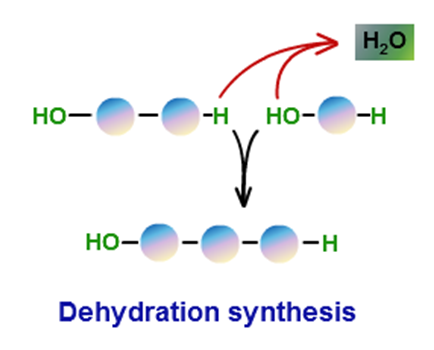 H₂O
HO H HO H
HO H
Dehydration synthesis